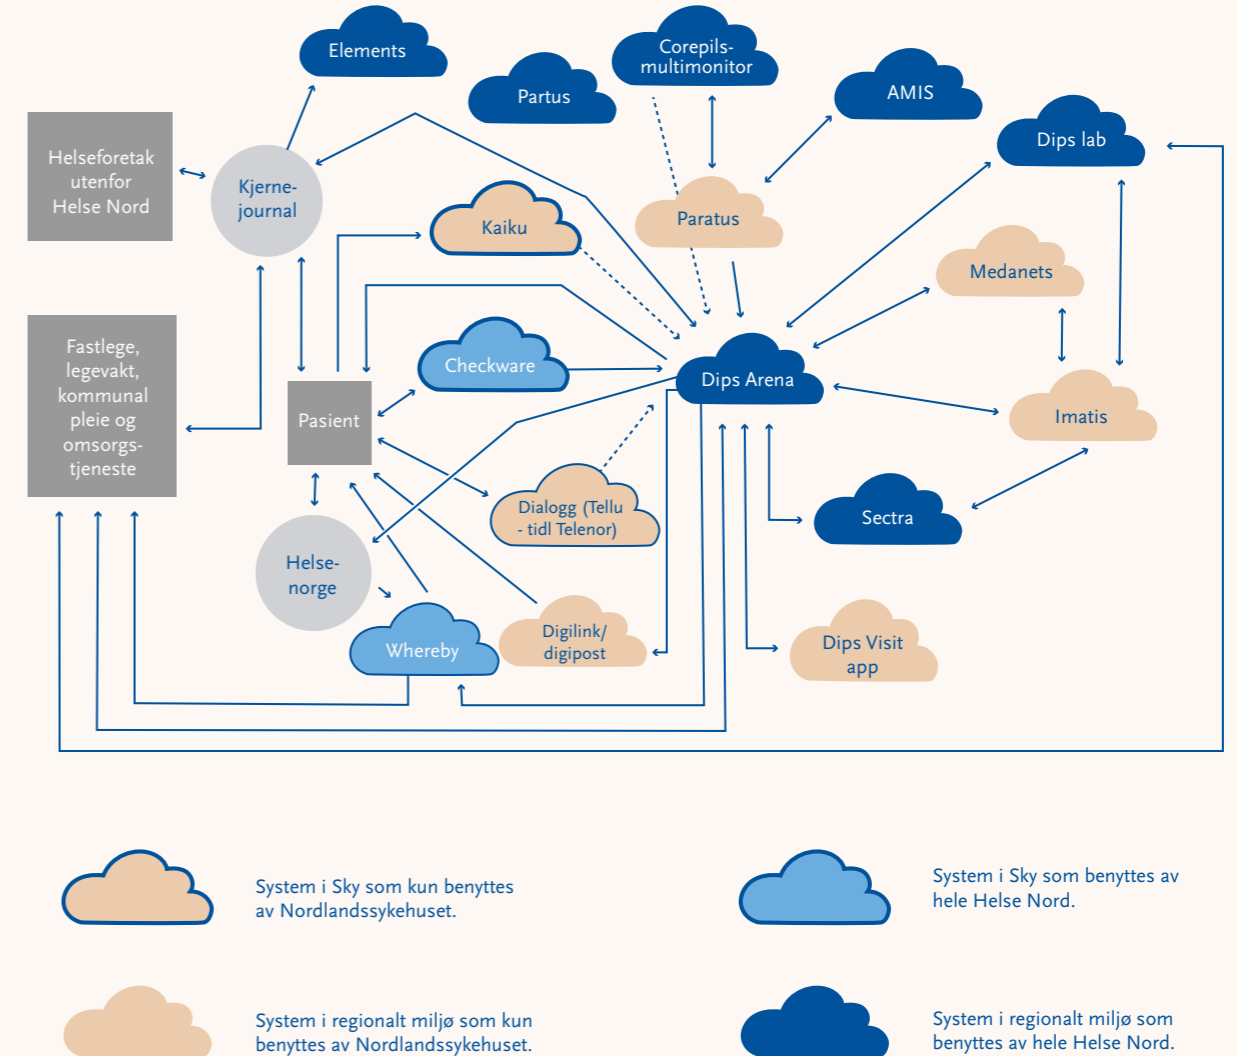 Elements
Partus
Corepils-
multimonitor
AMIS
Dips lab
Helseforetak
utenfor
Helse Nord
Kjerne-
journal
Kaiku
Paratus
Medanets
Fastlege,
legevakt,
kommunal
pleie og
omsorgs-
tjeneste
Pasient
Checkware
Dips Arena
Imatis
Dialogg (Tellu
- tidl Telenor)
Sectra
Helse-
norge
Whereby
Digilink/
digipost
Dips Visit
app
System i Sky som kun benyttes
av Nordlandssykehuset.
System i Sky som benyttes av
hele Helse Nord.
System i regionalt miljø som kun
benyttes av Nordlandssykehuset.
System i regionalt miljø som
benyttes av hele Helse Nord.